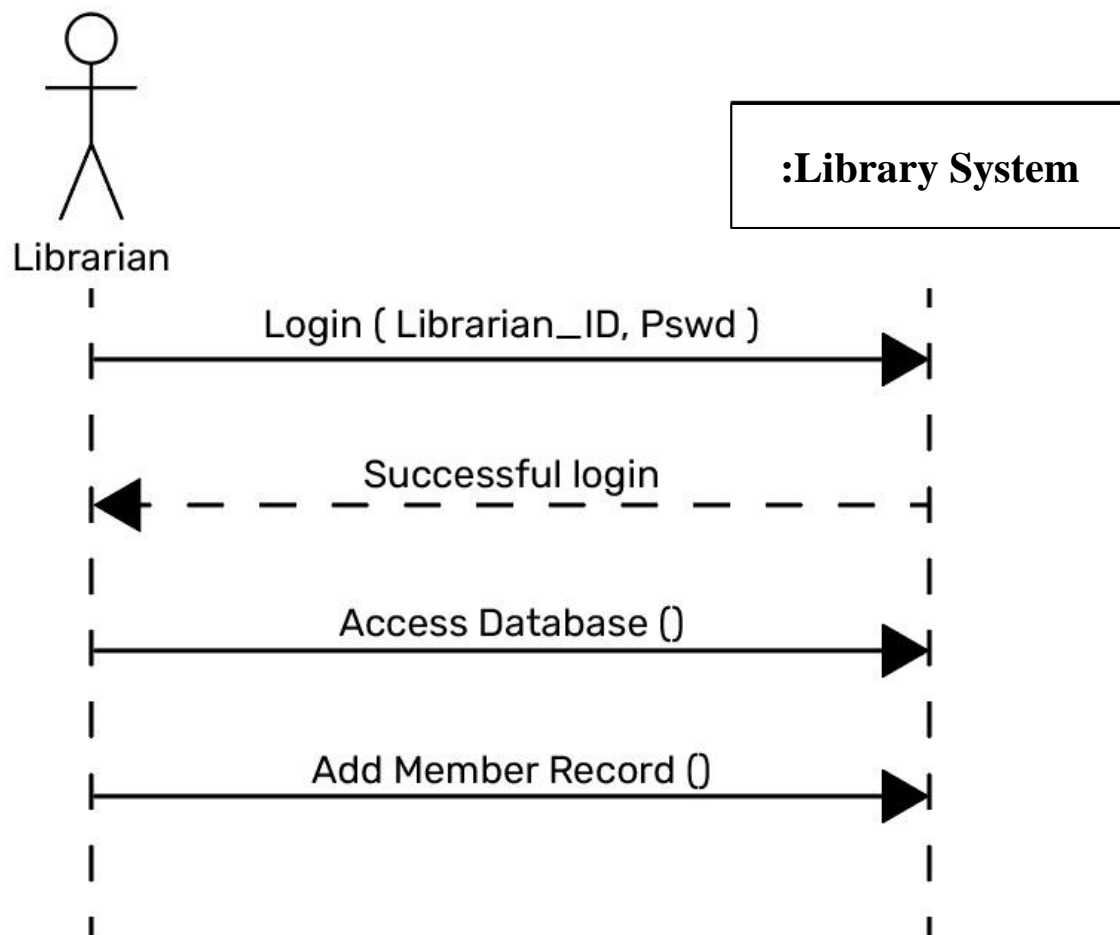 :Library System
Librarian
Login ( Librarian_ID, Pswd )
Successful login
Access Database ()
Add Member Record ()